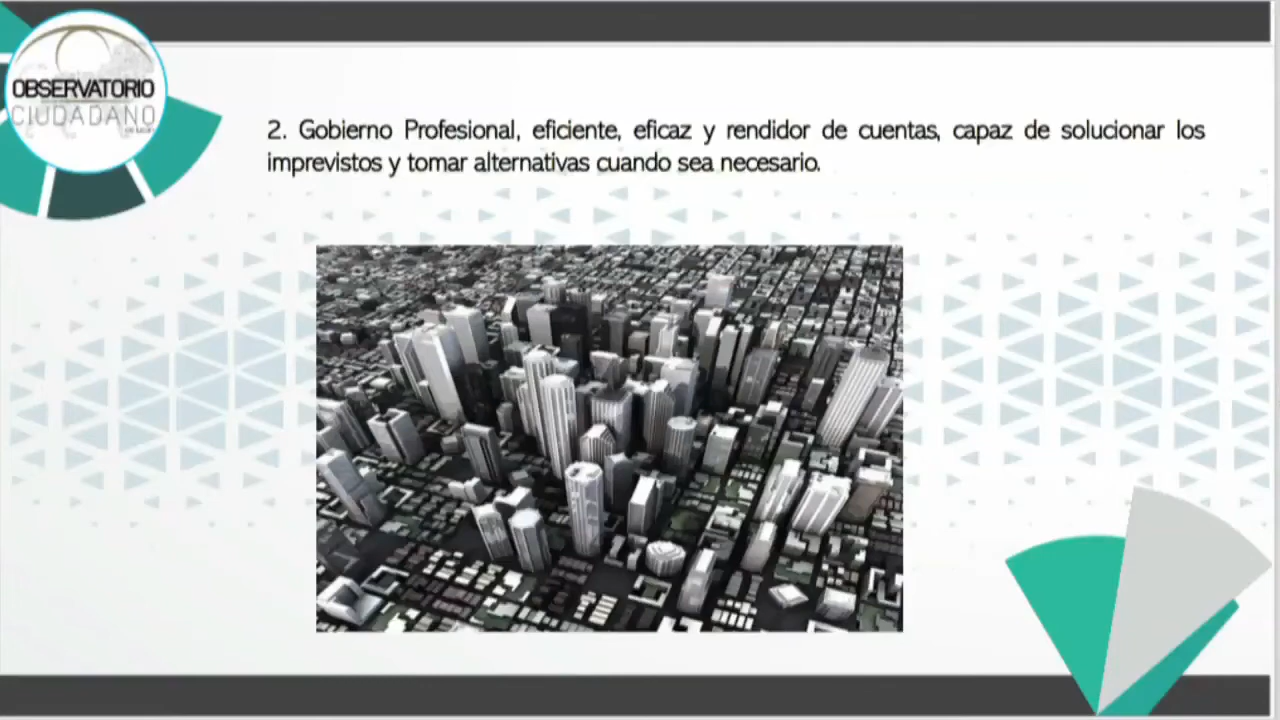 OBSERVATORIO
CIUDADANO
2. Gobierno Profesional, eficiente, eficaz y rendidor de cuentas, capaz de solucionar los
imprevistos y tomar alternativas cuando sea necesario.